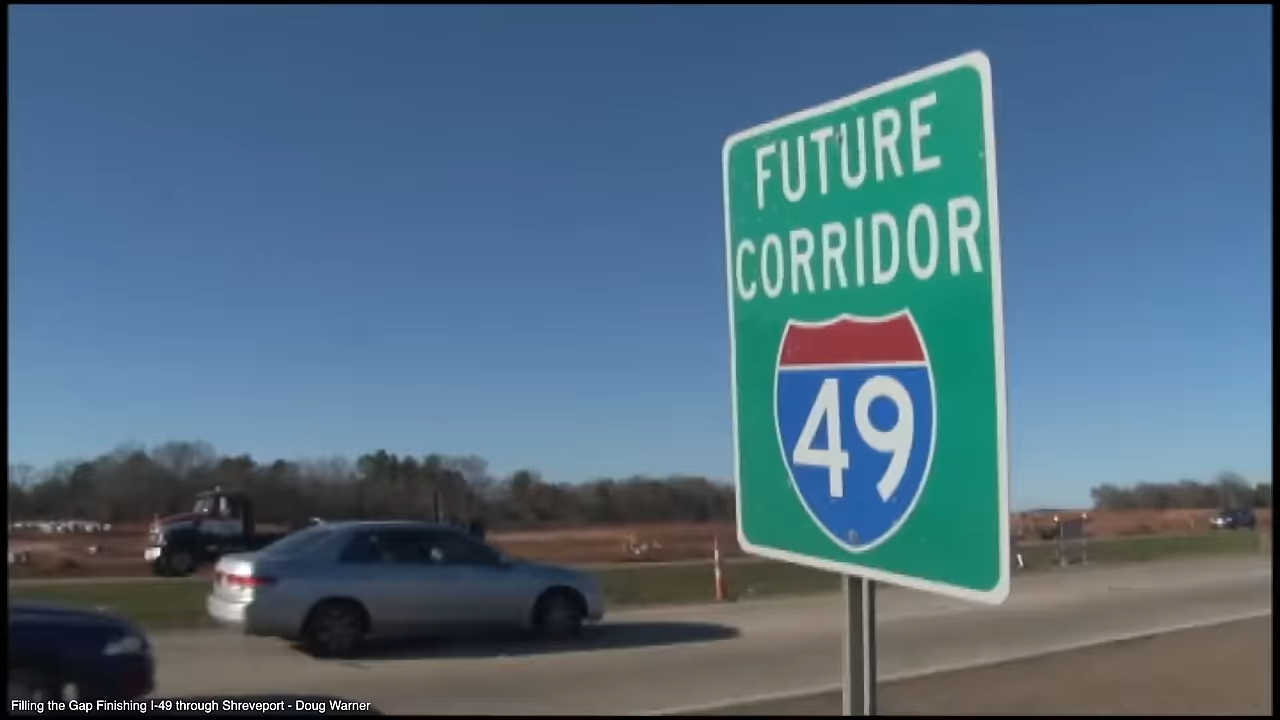 FUTURE
CORRIDOR
49
Filling the Gap Finishing I-49 through Shreveport - Doug Warner